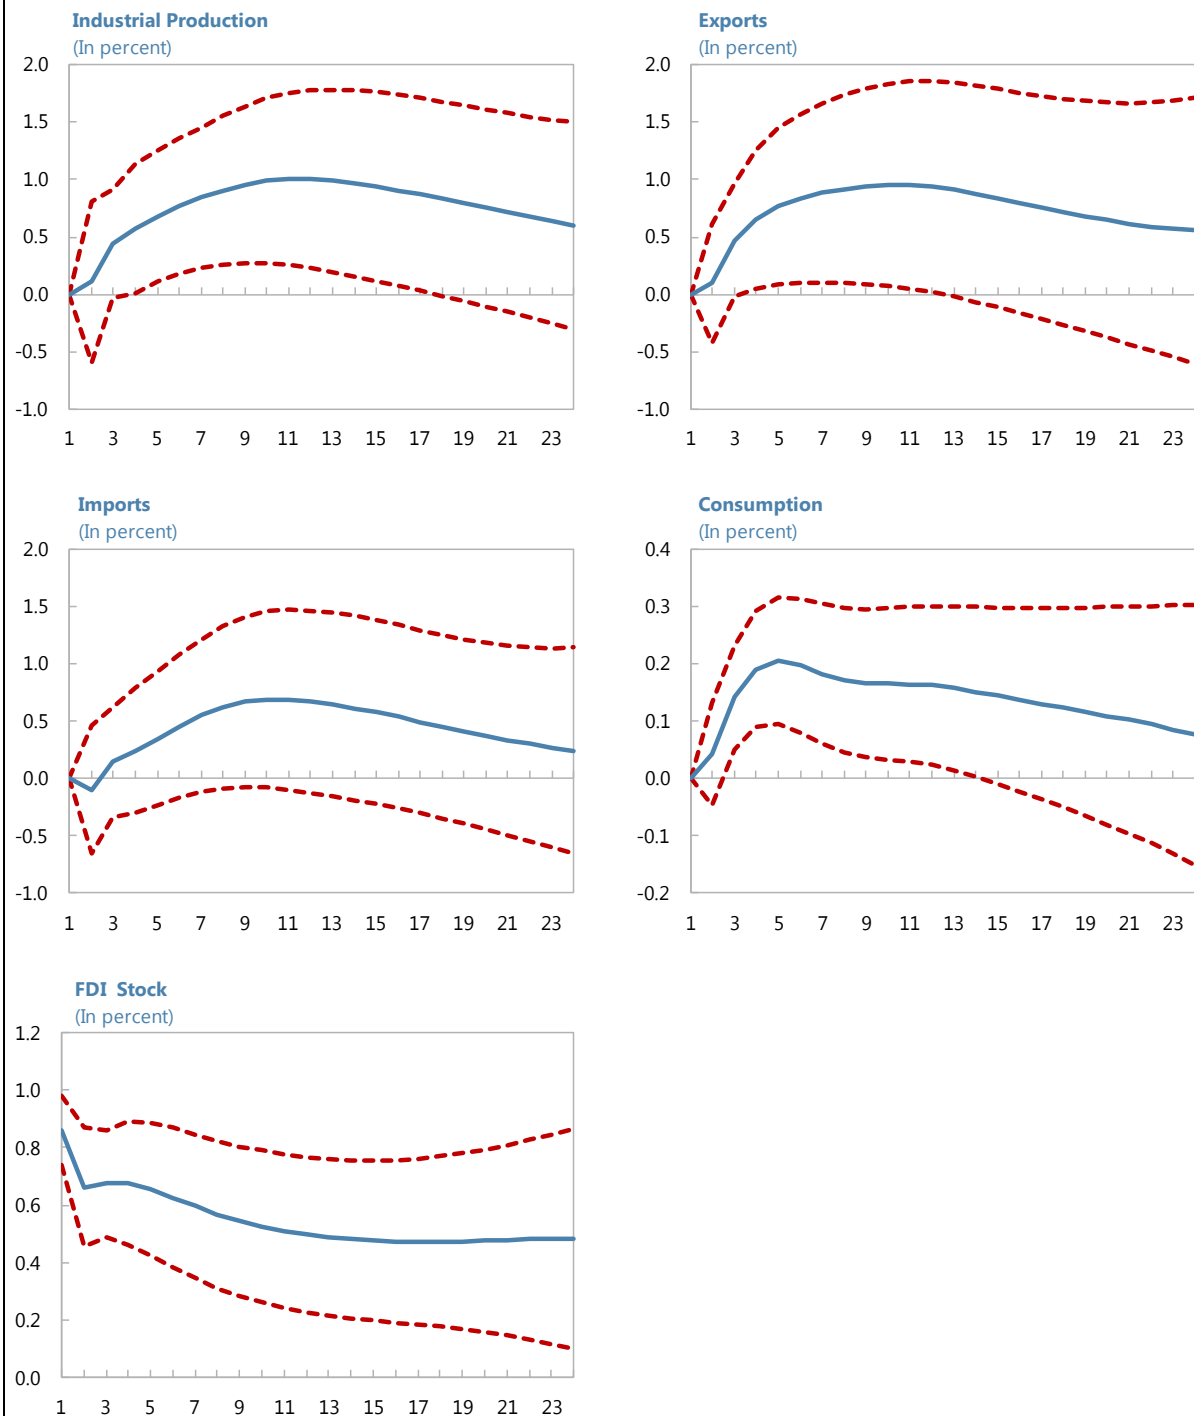 Industrial Production
(In percent)
2.0
1.5
1.0
0.5
0.0
-0.5
-1.0
1 3 5 7 9 11 13 15 17 19 21 23
Exports
(In percent)
2.0
1.5
1.0
0.5
0.0
-0.5
-1.0
1 3 5 7 9 11 13 15 17 19 21 23
Imports
(In percent)
2.0
1.5
1.0
0.5
0.0
-0.5
-1.0
1 3 5 7 9 11 13 15 17 19 21 23
Consumption
(In percent)
0.4
0.3
0.2
0.1
0.0
-0.1
-0.2
1 3 5 7 9 11 13 15 17 19 21 23
FDI Stock
(In percent)
1.2
1.0
0.8
0.6
0.4
0.2
0.0
1 3 5 7 9 11 13 15 17 19 21 23